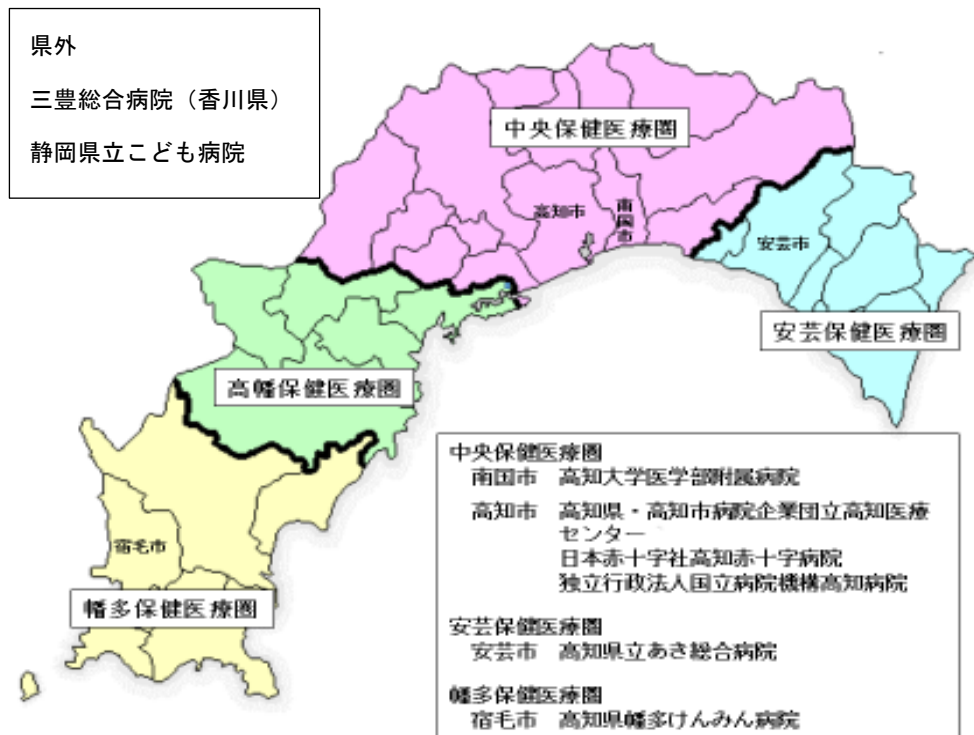 県外
三豊総合病院（香川県）
静岡県立こども病院
中央保健医療圏
高知市
南国市
安芸市
安芸保健医療圏
高幡保健医療圏
宿毛市
幡多保健医療圏
中央保健医療圏
南国市　高知大学医学部附属病院
高知市　高知県・高知市病院企業団立高知医療
センター
日本赤十字社高知赤十字病院
独立行政法人国立病院機構高知病院
安芸保健医療圏
安芸市　高知県立あき総合病院
幡多保健医療圏
宿毛市　高知県幡多けんみん病院